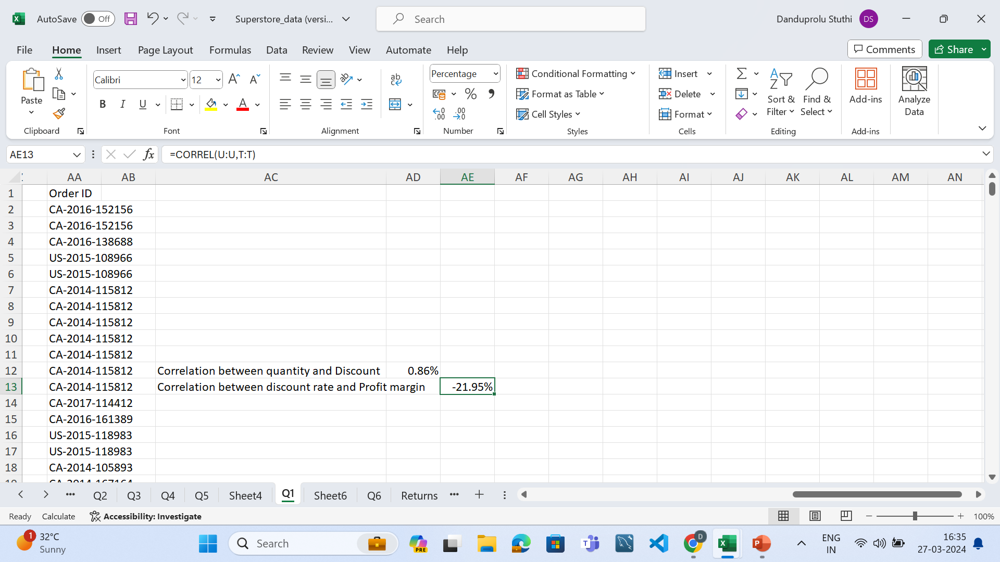 AutoSave Off Superstore_data (versi... Search Danduprolu Stuthi DS
File Home Insert Page Layout Formulas Data Review View Automate Help Comments Share
Paste Calibri 12 Percentage Conditional Formatting Insert
Format as Table Delete Sort & Filter Find & Select Add-ins Analyze Data
B I U Cell Styles Format
Clipboard Font Alignment Number Styles Cells Editing Add-ins
AE13 =CORREL(U:U,T:T)
AA AB AC AD AE AF AG AH AI AJ AK AL AM AN
1 Order ID
2 CA-2016-152156
3 CA-2016-152156
4 CA-2016-138688
5 US-2015-108966
6 US-2015-108966
7 CA-2014-115812
8 CA-2014-115812
9 CA-2014-115812
10 CA-2014-115812
11 CA-2014-115812
12 CA-2014-115812 Correlation between quantity and Discount 0.86%
13 CA-2014-115812 Correlation between discount rate and Profit margin -21.95%
14 CA-2017-114412
15 CA-2016-161389
16 US-2015-118983
17 US-2015-118983
18 CA-2014-105893
Q2 Q3 Q4 Q5 Sheet4 Q1 Sheet6 Q6 Returns
Ready Calculate Accessibility: Investigate 100%
1 32°C
Sunny
Search
PRE
D
ENG
IN
16:35
27-03-2024